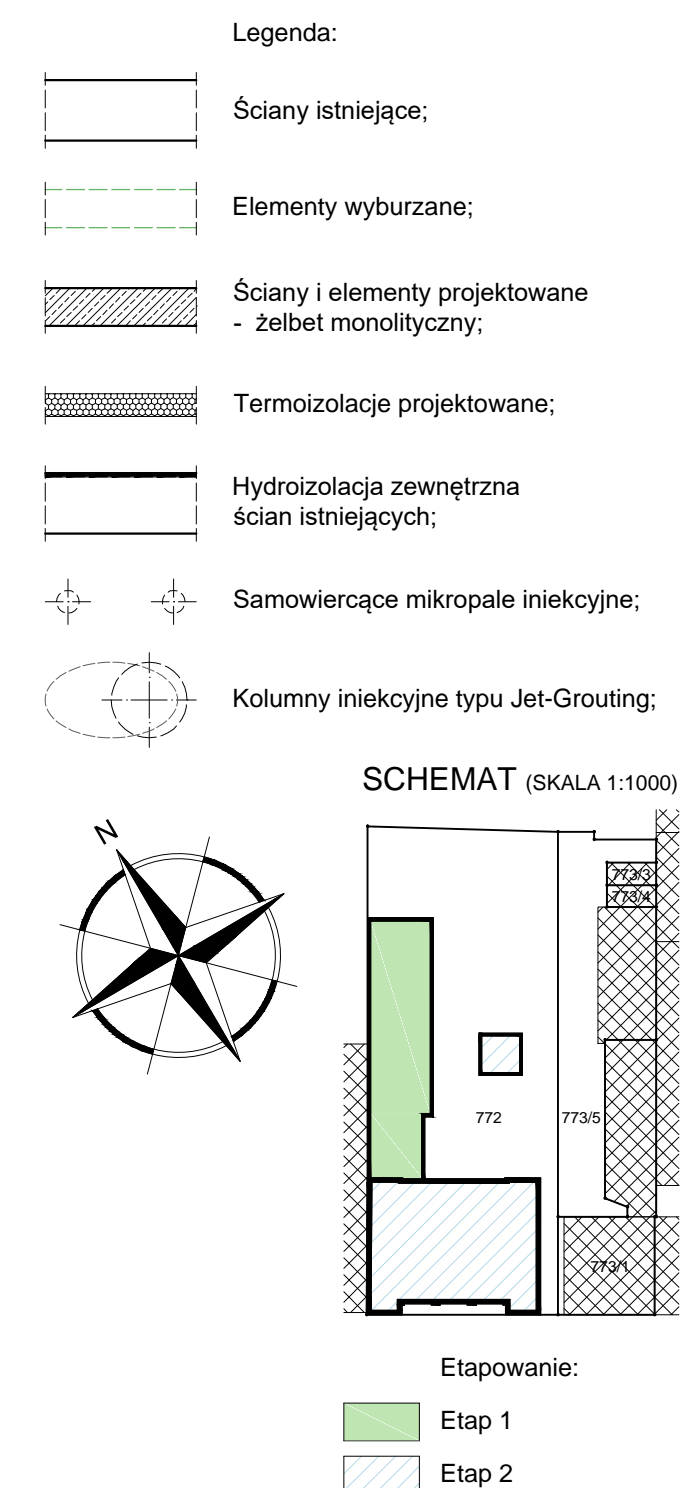 Legenda:
Ściany istniejące;
Elementy wyburzane;
Ściany i elementy projektowane
- żelbet monolityczny;
Termoizolacje projektowane;
Hydroizolacja zewnętrzna
ścian istniejących;
Samowiercące mikropale iniekcyjne;
Kolumny iniekcyjne typu Jet-Grouting;
SCHEMAT (SKALA 1:1000)
N
773/3
773/4
772
773/5
773/1
Etapowanie:
Etap 1
Etap 2